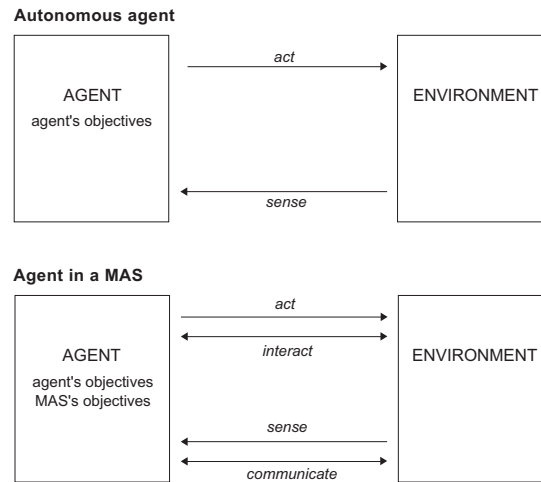 Autonomous agent
act
AGENT
agent's objectives
ENVIRONMENT
sense
Agent in a MAS
act
interact
AGENT
agent's objectives
MAS's objectives
ENVIRONMENT
sense
communicate